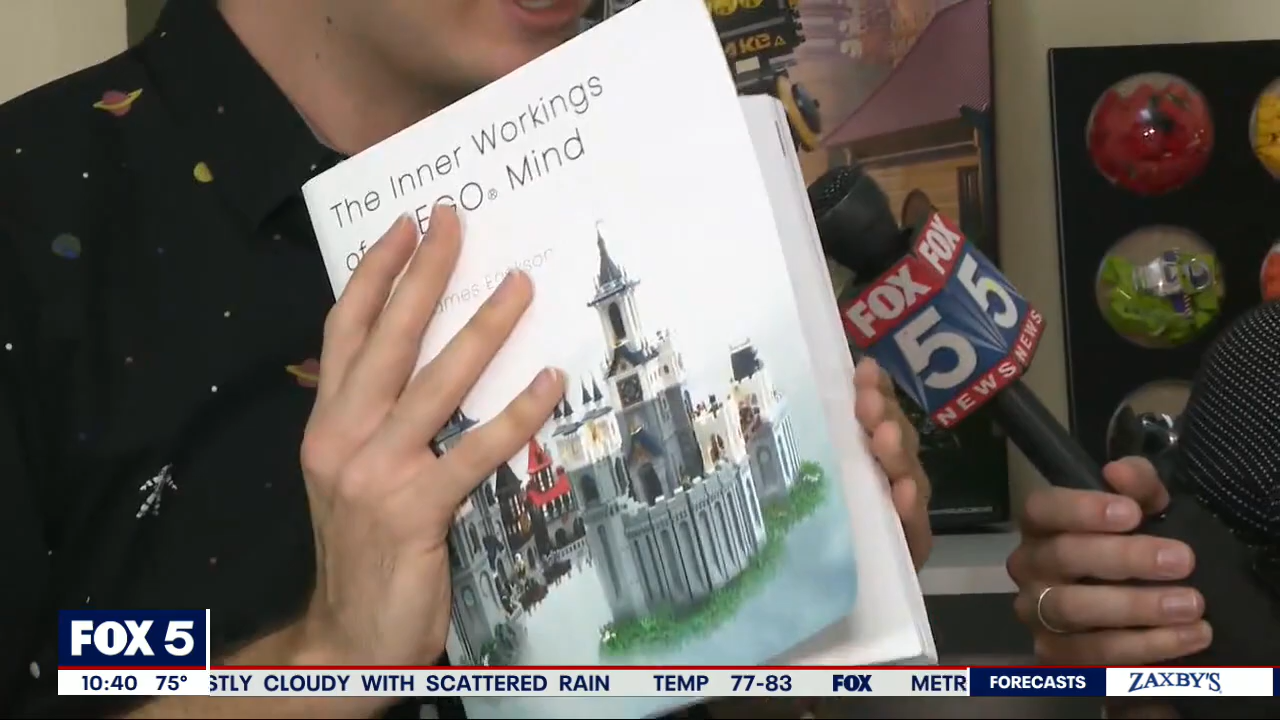 The Inner Workings
of EGO® Mind
ames E
FOX
5
NEWS
FOX
5
NEWS
FOX 5
10:40 75° STLY CLOUDY WITH SCATTERED RAIN TEMP 77-83 FOX METR FORECASTS ZAXBY'S